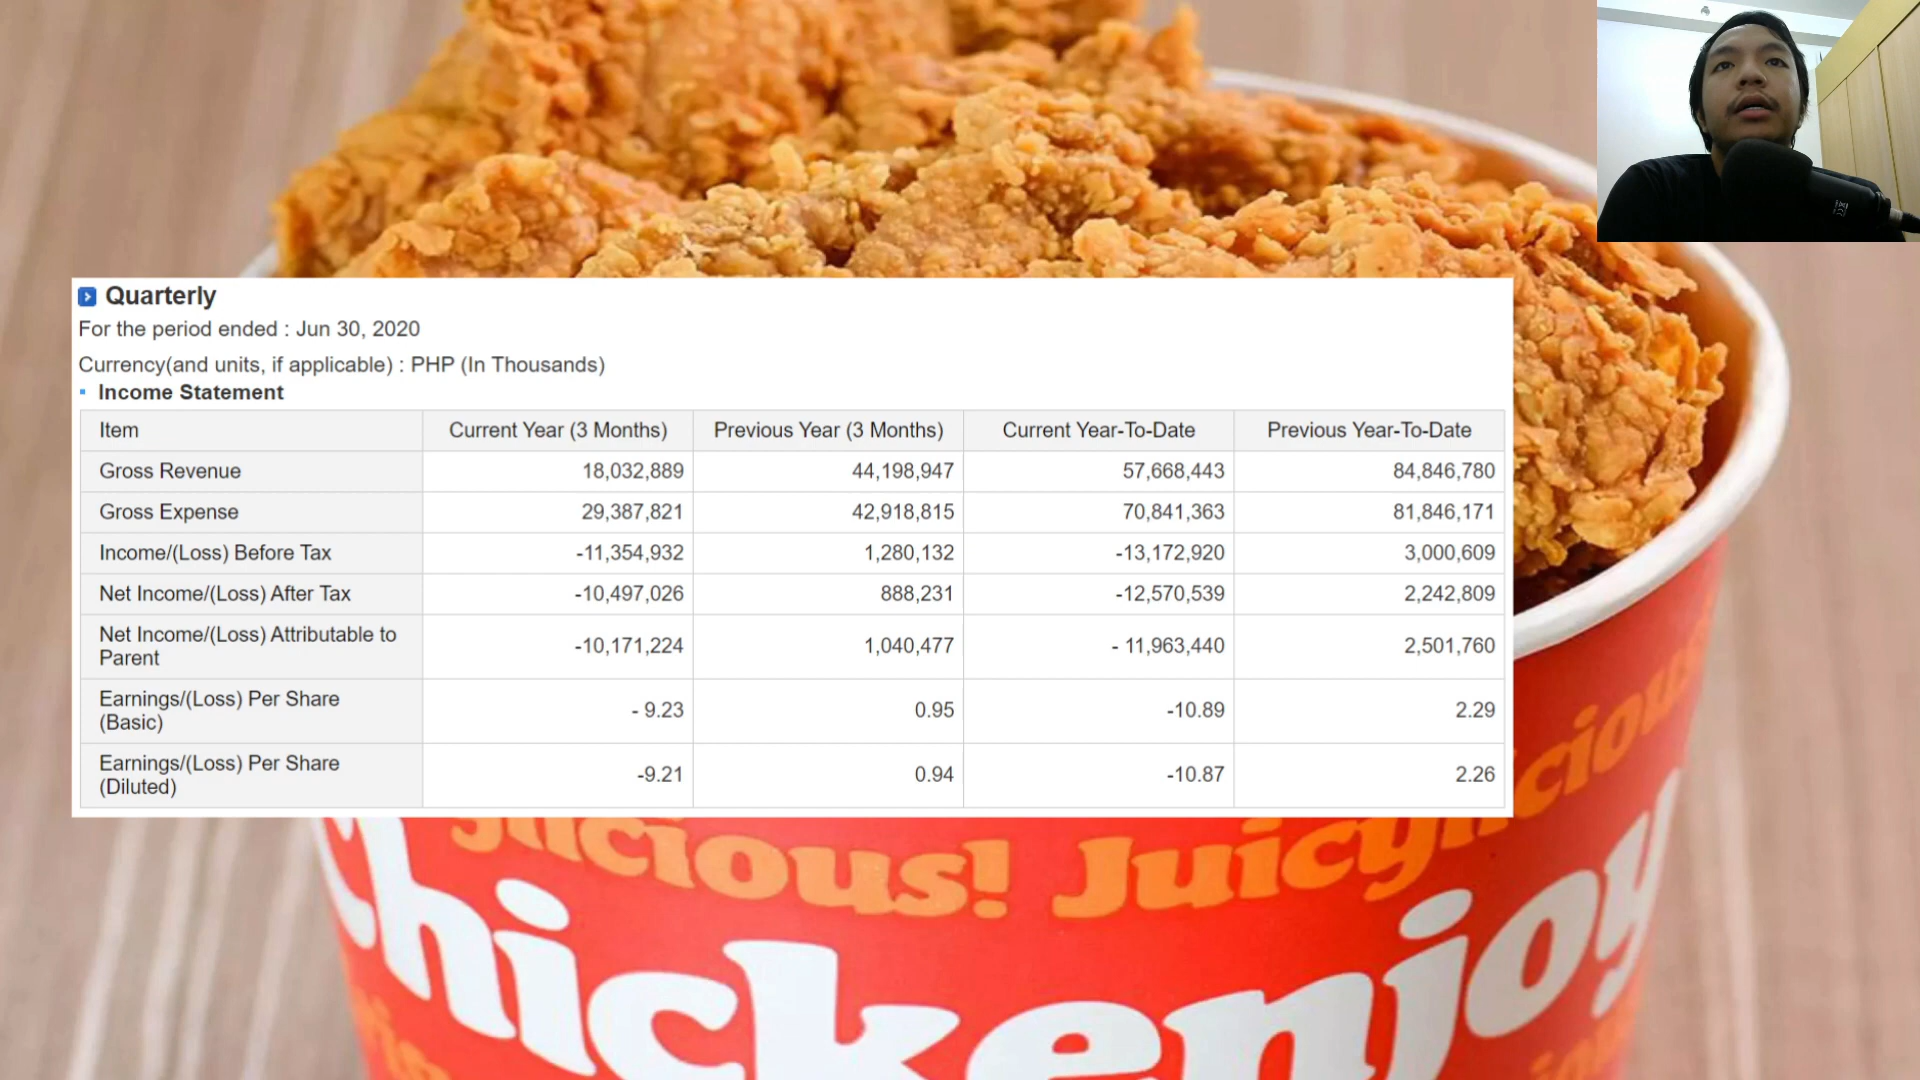 Quarterly
For the period ended : Jun 30, 2020
Currency(and units, if applicable) : PHP (In Thousands)
Income Statement
Item Current Year (3 Months) Previous Year (3 Months) Current Year-To-Date Previous Year-To-Date
Gross Revenue 18,032,889 44,198,947 57,668,443 84,846,780
Gross Expense 29,387,821 42,918,815 70,841,363 81,846,171
Income/(Loss) Before Tax -11,354,932 1,280,132 -13,172,920 3,000,609
Net Income/(Loss) After Tax -10,497,026 888,231 -12,570,539 2,242,809
Net Income/(Loss) Attributable to
Parent -10,171,224 1,040,477 - 11,963,440 2,501,760
Earnings/(Loss) Per Share
(Basic) - 9.23 0.95 -10.89 2.29
Earnings/(Loss) Per Share
(Diluted) -9.21 0.94 -10.87 2.26
Juicy
Chickenjoy